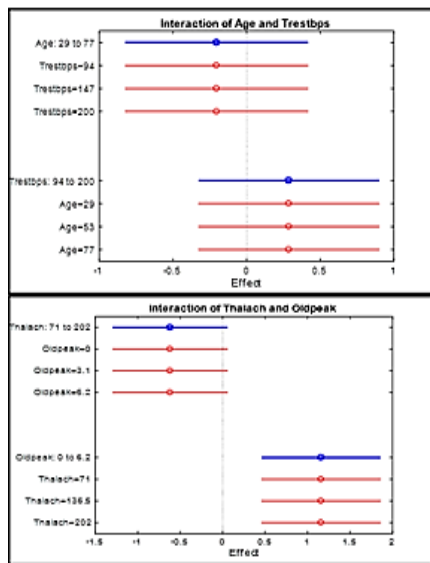 Interaction of Age and Trestbps
Age: 29 to 77
Trestbps=94
Trestbps=147
Trestbps=200
Trestbps: 94 to 200
Age=29
Age=53
Age=77
-1 -0.5 0 0.5 1
Effect
Interaction of Thalach and Oldpeak
Thalach: 71 to 202
Oldpeak=0
Oldpeak=3.1
Oldpeak=6.2
Oldpeak: 0 to 6.2
Thalach=71
Thalach=136.5
Thalach=202
-1.5 -1 -0.5 0 0.5 1 1.5 2
Effect